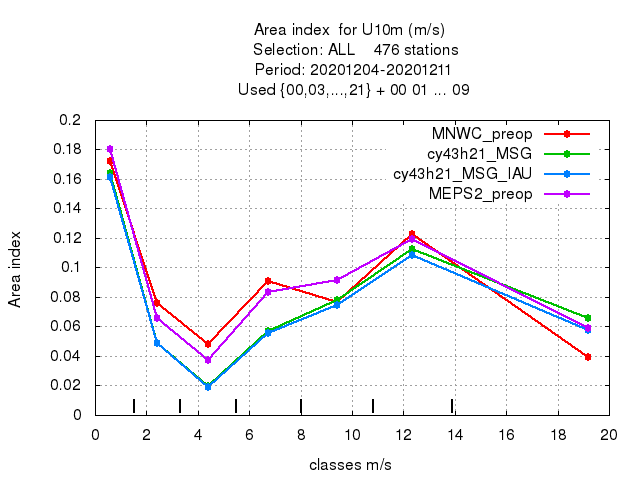 Area index  for U10m (m/s)
Selection: ALL    476 stations
Period: 20201204-20201211
Used {00,03,...,21} + 00 01 ... 09
MNWC_preop
cy43h21_MSG
cy43h21_MSG_IAU
MEPS2_preop
Area index
0.2
0.18
0.16
0.14
0.12
0.1
0.08
0.06
0.04
0.02
0
0 2 4 6 8 10 12 14 16 18 20
classes m/s